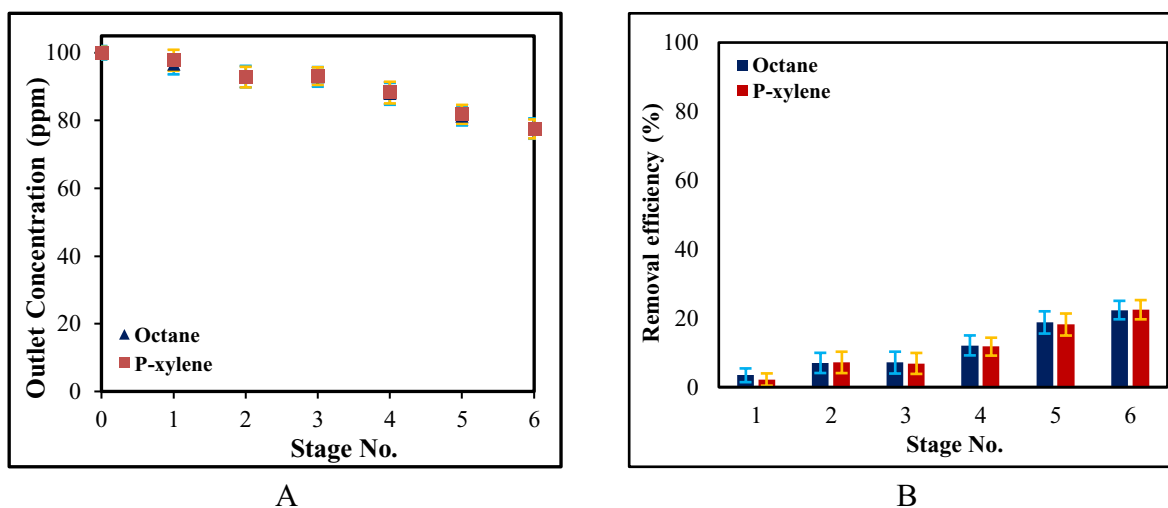 Outlet Concentration (ppm)
100
80
60
40
20
0
Octane
P-xylene
0 1 2 3 4 5 6
Stage No.
A
Removal efficiency (%)
100
80
60
40
20
0
Octane
P-xylene
1 2 3 4 5 6
Stage No.
B